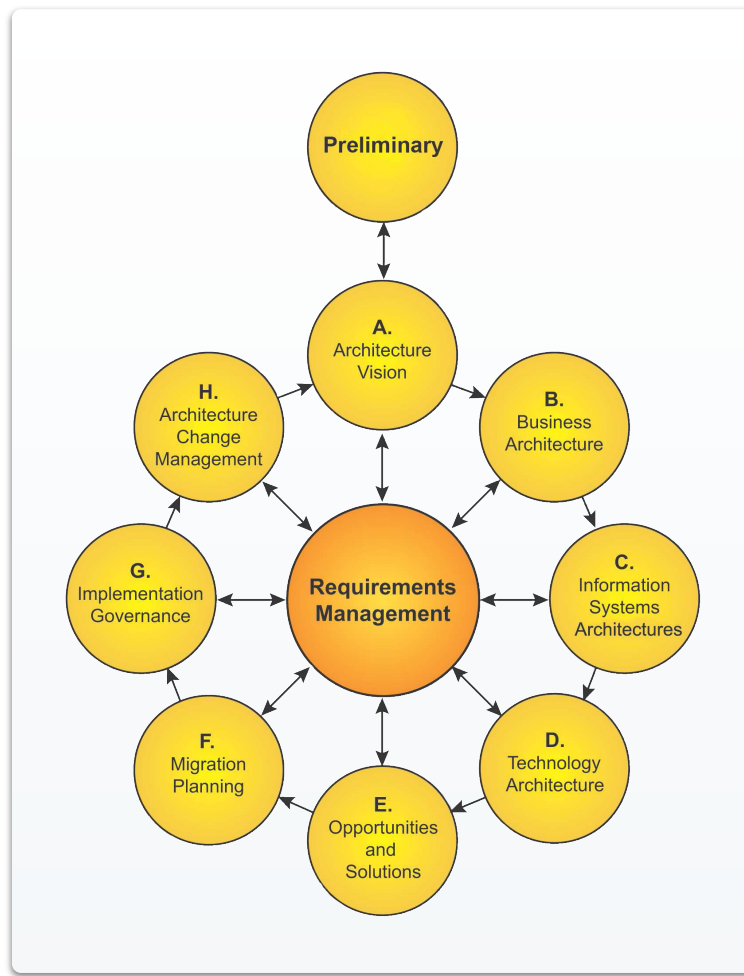 Preliminary
A.
Architecture
Vision
B.
Business
Architecture
C.
Information
Systems
Architectures
D.
Technology
Architecture
E.
Opportunities
and
Solutions
F.
Migration
Planning
G.
Implementation
Governance
H.
Architecture
Change
Management
Requirements
Management